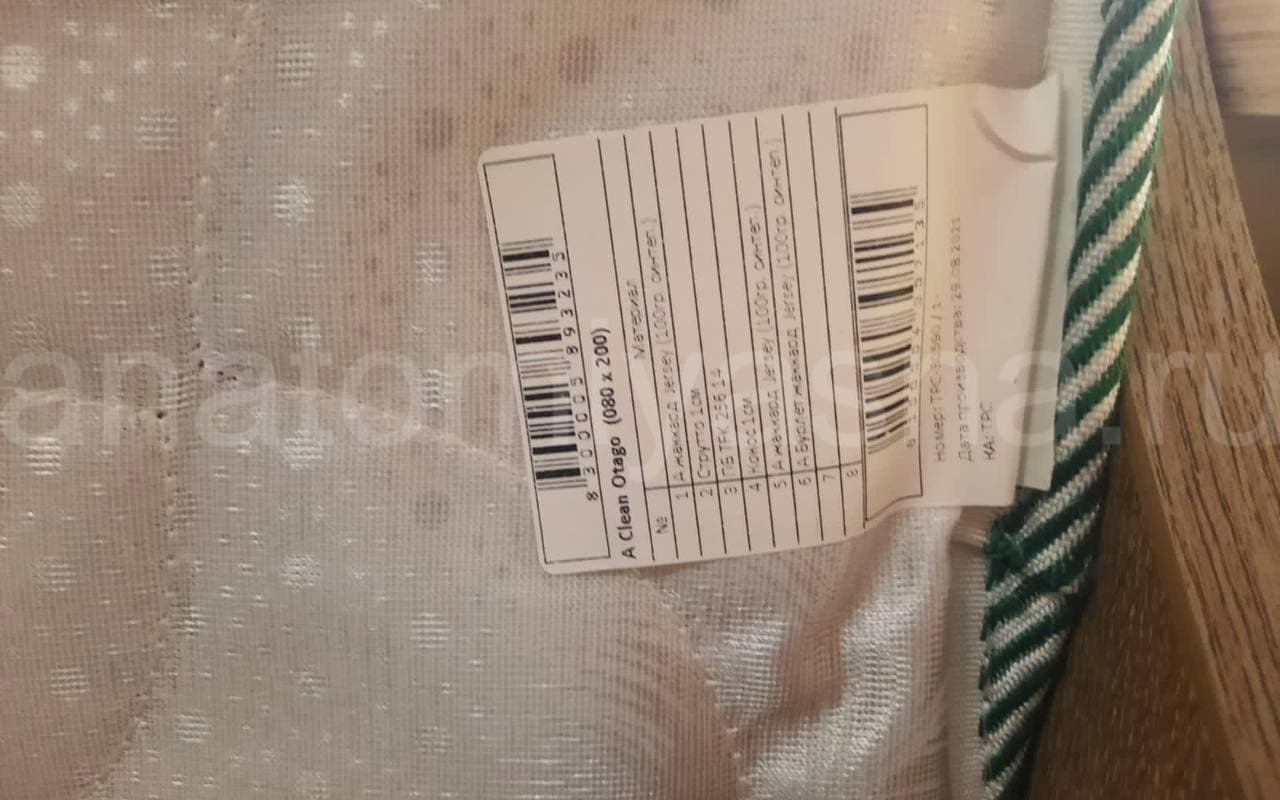 8 300005 893235
A Clean Otago (080 x 200)
№ Материал
1 А жаккард Jersey (100гр. синтеп.)
2 Струтто 1см
3 ПБ TFK 256 14
4 Кокос 1см
5 А жаккард Jersey (100гр. синтеп.)
6 А Бурлет жаккард Jersey (100гр. синтеп.)
7
8
Дата производства: 29.08.2021
КА: ТРС
anatomiyasna.ru